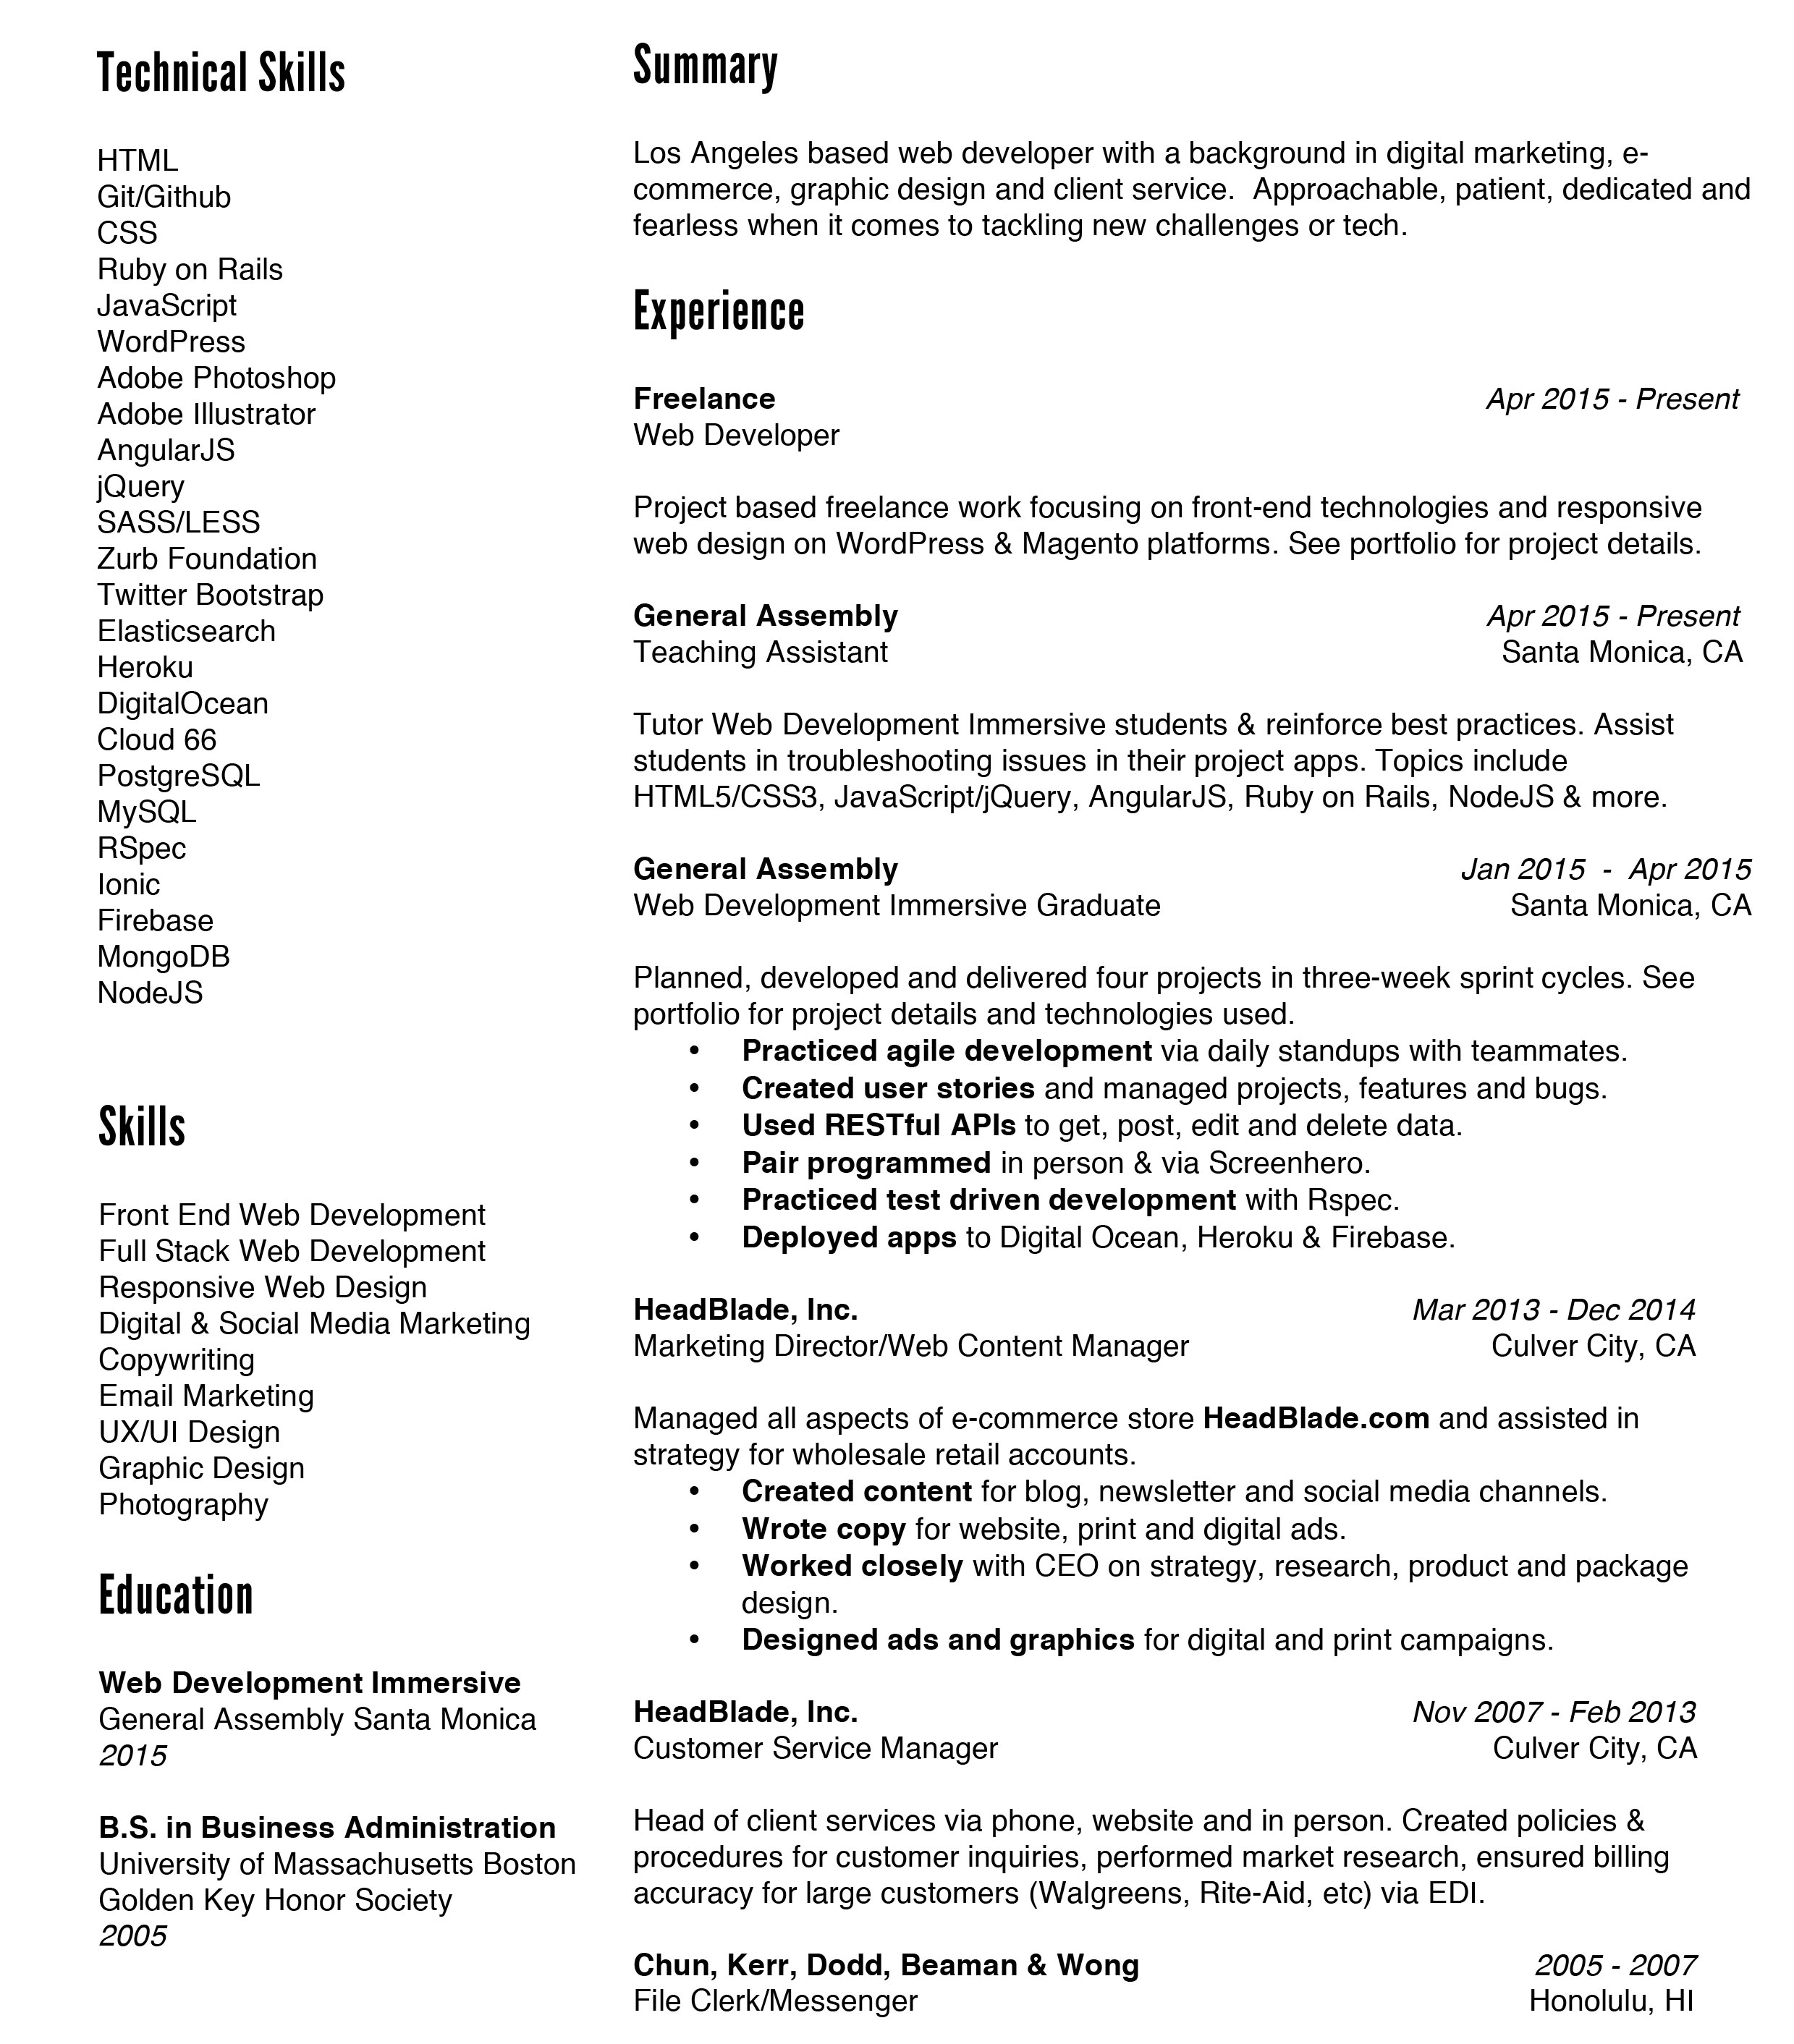 Technical Skills
HTML
Git/Github
CSS
Ruby on Rails
JavaScript
WordPress
Adobe Photoshop
Adobe Illustrator
AngularJS
jQuery
SASS/LESS
Zurb Foundation
Twitter Bootstrap
Elasticsearch
Heroku
DigitalOcean
Cloud 66
PostgreSQL
MySQL
RSpec
Ionic
Firebase
MongoDB
NodeJS
Skills
Front End Web Development
Full Stack Web Development
Responsive Web Design
Digital & Social Media Marketing
Copywriting
Email Marketing
UX/UI Design
Graphic Design
Photography
Education
Web Development Immersive
General Assembly Santa Monica
2015
B.S. in Business Administration
University of Massachusetts Boston
Golden Key Honor Society
2005
Summary
Los Angeles based web developer with a background in digital marketing, e-
commerce, graphic design and client service.  Approachable, patient, dedicated and
fearless when it comes to tackling new challenges or tech.
Experience
Freelance Apr 2015 - Present
Web Developer
Project based freelance work focusing on front-end technologies and responsive
web design on WordPress & Magento platforms. See portfolio for project details.
General Assembly Apr 2015 - Present
Teaching Assistant Santa Monica, CA
Tutor Web Development Immersive students & reinforce best practices. Assist
students in troubleshooting issues in their project apps. Topics include
HTML5/CSS3, JavaScript/jQuery, AngularJS, Ruby on Rails, NodeJS & more.
General Assembly Jan 2015  -  Apr 2015
Web Development Immersive Graduate Santa Monica, CA
Planned, developed and delivered four projects in three-week sprint cycles. See
portfolio for project details and technologies used.
• Practiced agile development via daily standups with teammates.
• Created user stories and managed projects, features and bugs.
• Used RESTful APIs to get, post, edit and delete data.
• Pair programmed in person & via Screenhero.
• Practiced test driven development with Rspec.
• Deployed apps to Digital Ocean, Heroku & Firebase.
HeadBlade, Inc. Mar 2013 - Dec 2014
Marketing Director/Web Content Manager Culver City, CA
Managed all aspects of e-commerce store HeadBlade.com and assisted in
strategy for wholesale retail accounts.
• Created content for blog, newsletter and social media channels.
• Wrote copy for website, print and digital ads.
• Worked closely with CEO on strategy, research, product and package
design.
• Designed ads and graphics for digital and print campaigns.
HeadBlade, Inc. Nov 2007 - Feb 2013
Customer Service Manager Culver City, CA
Head of client services via phone, website and in person. Created policies &
procedures for customer inquiries, performed market research, ensured billing
accuracy for large customers (Walgreens, Rite-Aid, etc) via EDI.
Chun, Kerr, Dodd, Beaman & Wong 2005 - 2007
File Clerk/Messenger Honolulu, HI